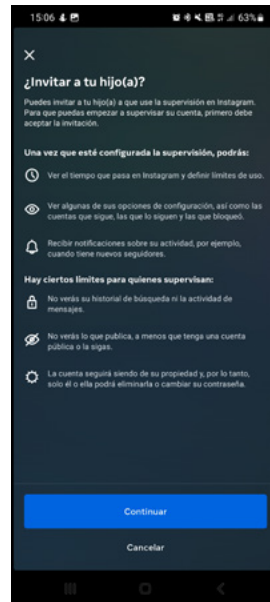 15:06
63%
¿Invitar a tu hijo(a)?
Puedes invitar a tu hijo(a) a que use la supervisión en Instagram.
Para que puedas empezar a supervisar su cuenta, primero debe
aceptar la invitación.
Una vez que esté configurada la supervisión, podrás:
Ver el tiempo que pasa en Instagram y definir límites de uso.
Ver algunas de sus opciones de configuración, así como las
cuentas que sigue, las que lo siguen y las que bloqueó.
Recibir notificaciones sobre su actividad, por ejemplo,
cuando tiene nuevos seguidores.
Hay ciertos límites para quienes supervisan:
No verás su historial de búsqueda ni la actividad de
mensajes.
No verás lo que publica, a menos que tenga una cuenta
pública o la sigas.
La cuenta seguirá siendo de su propiedad y, por lo tanto,
solo él o ella podrá eliminarla o cambiar su contraseña.
Continuar
Cancelar